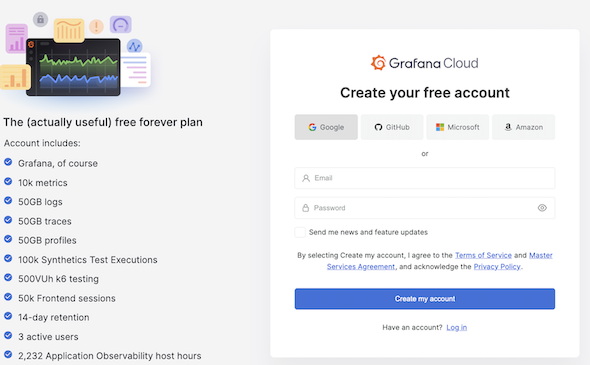 The (actually useful) free forever plan
Account includes:
Grafana, of course
10k metrics
50GB logs
50GB traces
50GB profiles
100k Synthetics Test Executions
500VUh k6 testing
50k Frontend sessions
14-day retention
3 active users
2,232 Application Observability host hours
Grafana Cloud
Create your free account
Google GitHub Microsoft Amazon
or
Email
Password
Send me news and feature updates
By selecting Create my account, I agree to the Terms of Service and Master
Services Agreement, and acknowledge the Privacy Policy.
Create my account
Have an account? Log in